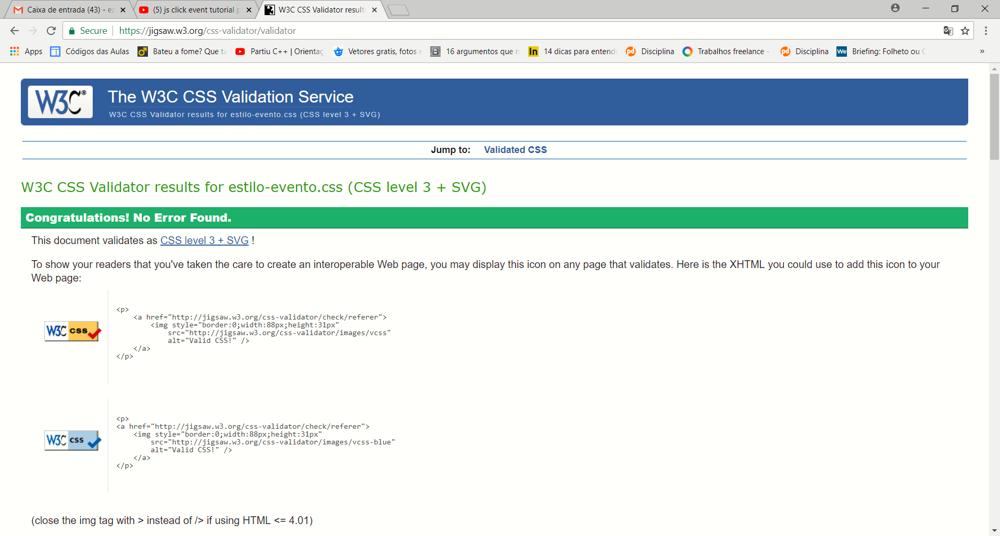 Caixa de entrada (43) - ez
(5) js click event tutorial p
W3C CSS Validator results
Secure
https://jigsaw.w3.org/css-validator/validator
Apps
Códigos das Aulas
Bateu a fome? Que ta
Partiu C++ | Orientaç
Vetores gratis, fotos e
16 argumentos que n
14 dicas para entende
Disciplina
Trabalhos freelance -
Disciplina
Briefing: Folheto ou C
»
W3C®
The W3C CSS Validation Service
W3C CSS Validator results for estilo-evento.css (CSS level 3 + SVG)
Jump to: Validated CSS
W3C CSS Validator results for estilo-evento.css (CSS level 3 + SVG)
Congratulations! No Error Found.
This document validates as CSS level 3 + SVG !
To show your readers that you've taken the care to create an interoperable Web page, you may display this icon on any page that validates. Here is the XHTML you could use to add this icon to your
Web page:
W3C css
<p>
<a href="http://jigsaw.w3.org/css-validator/check/referer">
<img style="border:0;width:88px;height:31px"
src="http://jigsaw.w3.org/css-validator/images/vcss"
alt="Valid CSS!" />
</a>
</p>
W3C css
<p>
<a href="http://jigsaw.w3.org/css-validator/check/referer">
<img style="border:0;width:88px;height:31px"
src="http://jigsaw.w3.org/css-validator/images/vcss-blue"
alt="Valid CSS!" />
</a>
</p>
(close the img tag with > instead of /> if using HTML <= 4.01)